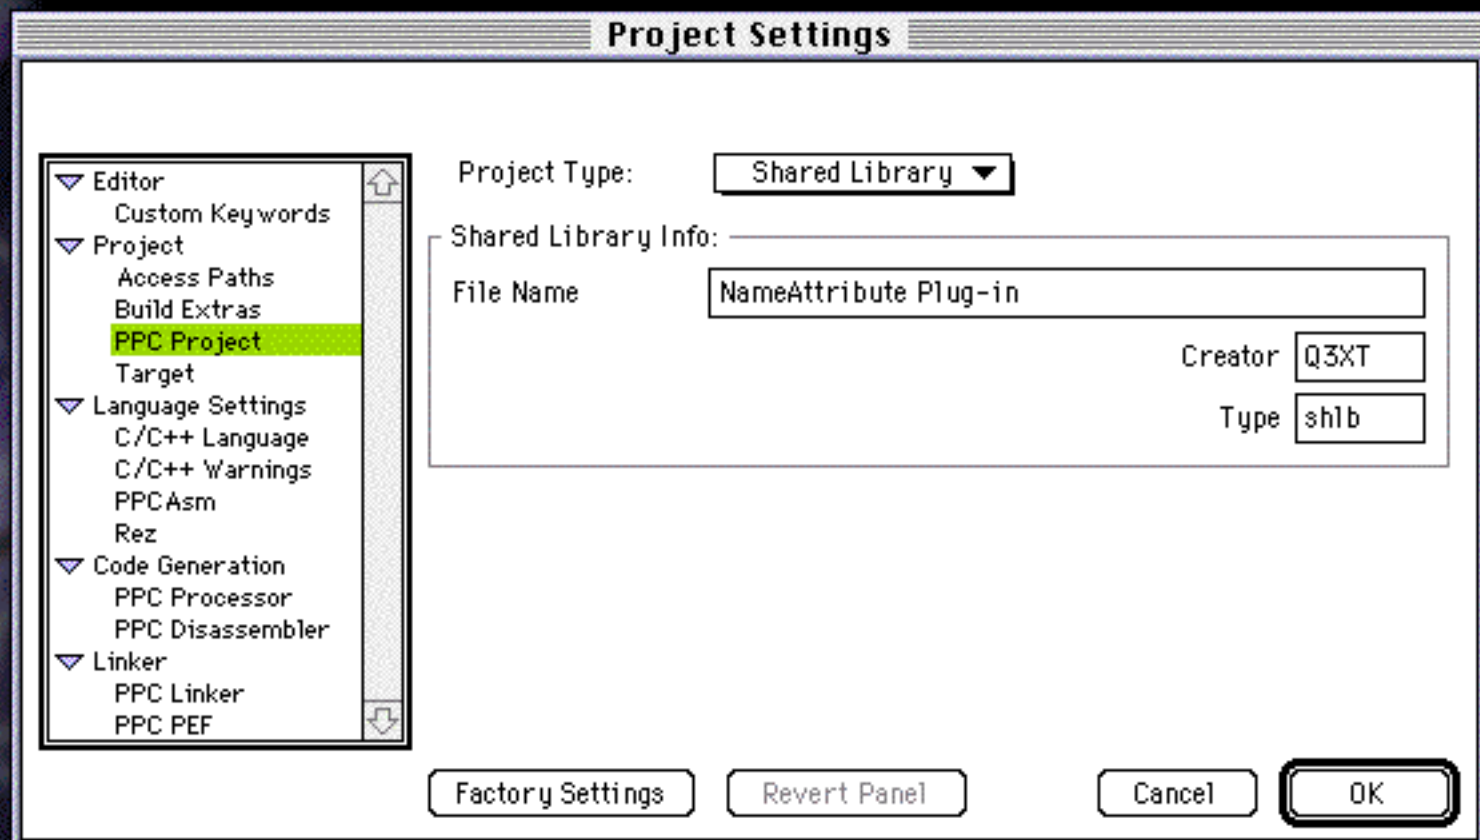 Project Settings
Editor
Custom Keywords
Project
Access Paths
Build Extras
PPC Project
Target
Language Settings
C/C++ Language
C/C++ Warnings
PPCAsm
Rez
Code Generation
PPC Processor
PPC Disassembler
Linker
PPC Linker
PPC PEF
Project Type: Shared Library
Shared Library Info:
File Name NameAttribute Plug-in
Creator Q3XT
Type shlb
Factory Settings Revert Panel Cancel OK